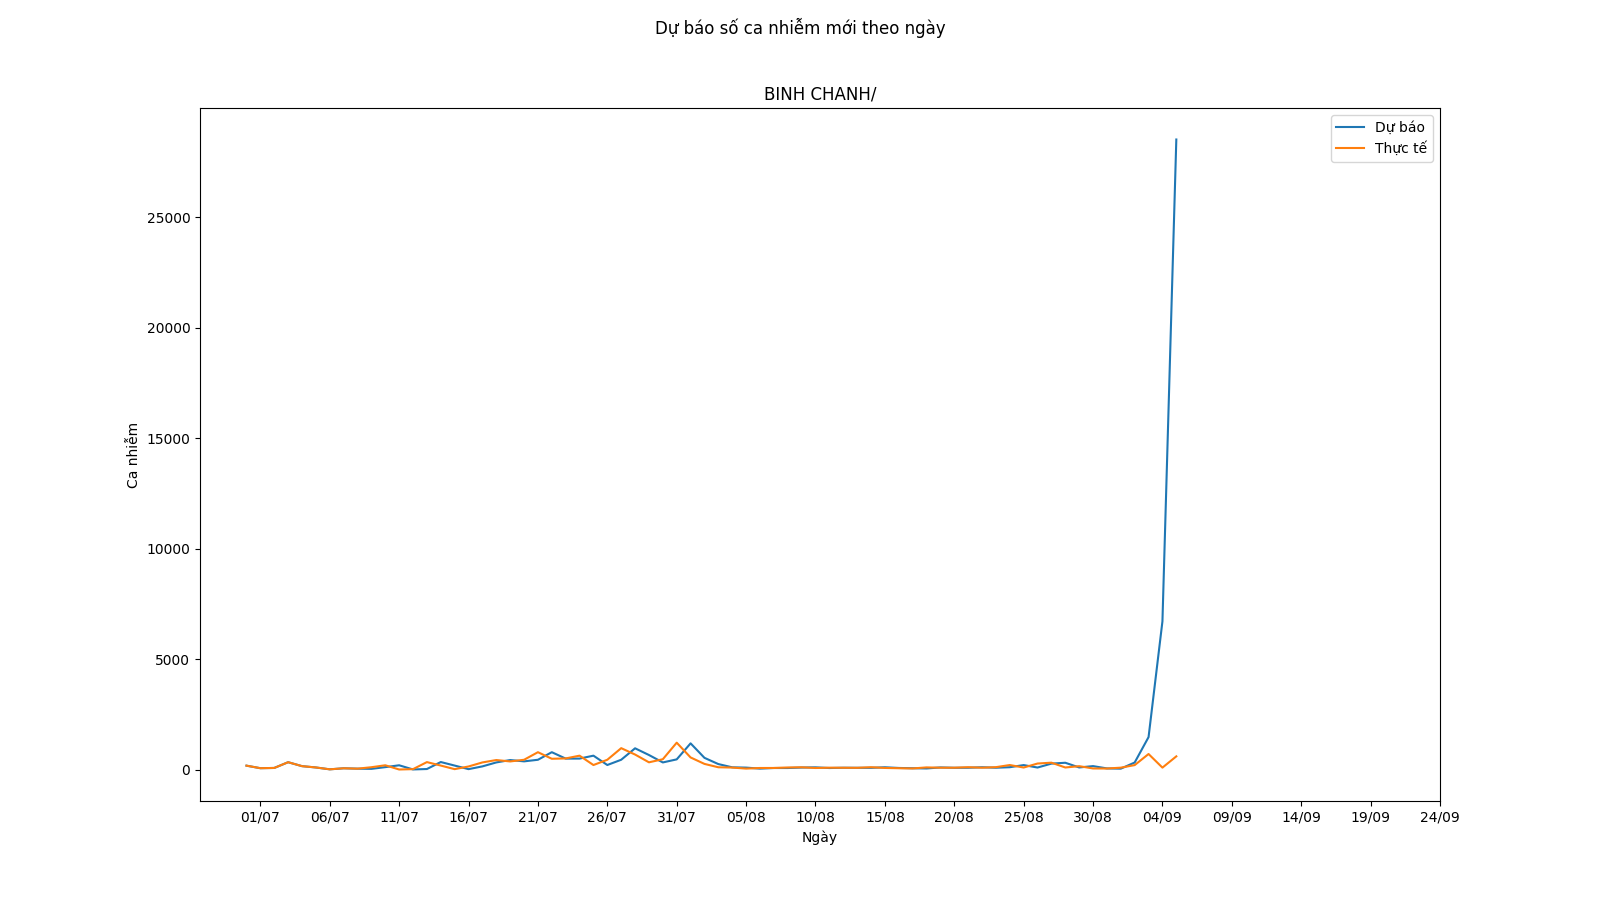 Dự báo số ca nhiễm mới theo ngày
BINH CHANH/
Dự báo
Thực tế
25000
20000
15000
10000
5000
0
Ca nhiễm
01/07 06/07 11/07 16/07 21/07 26/07 31/07 05/08 10/08 15/08 20/08 25/08 30/08 04/09 09/09 14/09 19/09 24/09
Ngày